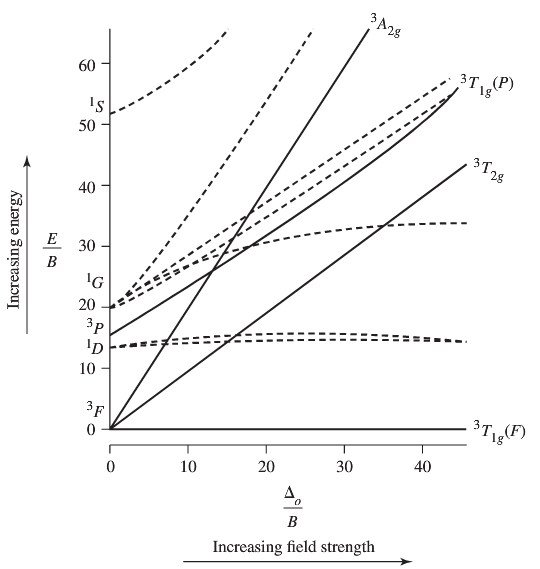 ³A₂g
60
¹S
³T₁g(P)
50
³T₂g
40
Increasing energy
E
B
30
¹G
20
³P
¹D
10
³F
0
³T₁g(F)
0 10 20 30 40
Δₒ
B
Increasing field strength